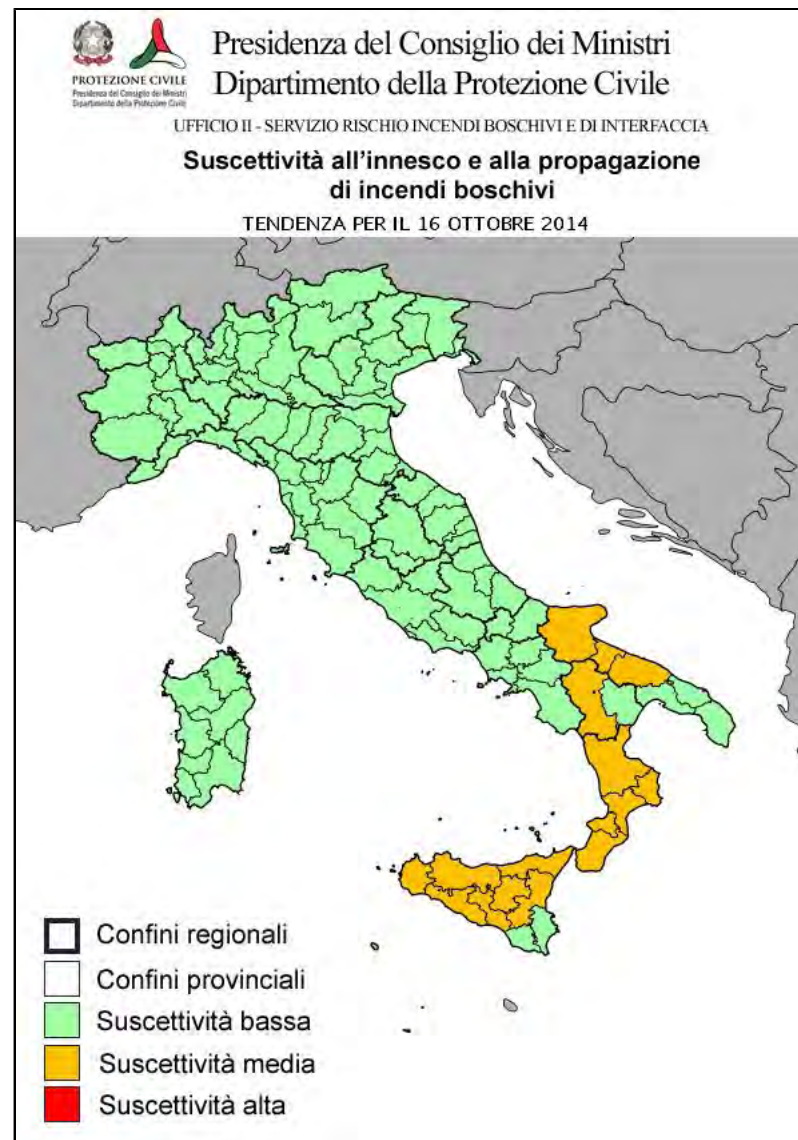 Presidenza del Consiglio dei Ministri
Dipartimento della Protezione Civile
PROTEZIONE CIVILE
Presidenza del Consiglio dei Ministri
Dipartimento della Protezione Civile
UFFICIO II - SERVIZIO RISCHIO INCENDI BOSCHIVI E DI INTERFACCIA
Suscettività all'innesco e alla propagazione
di incendi boschivi
TENDENZA PER IL 16 OTTOBRE 2014
Confini regionali
Confini provinciali
Suscettività bassa
Suscettività media
Suscettività alta